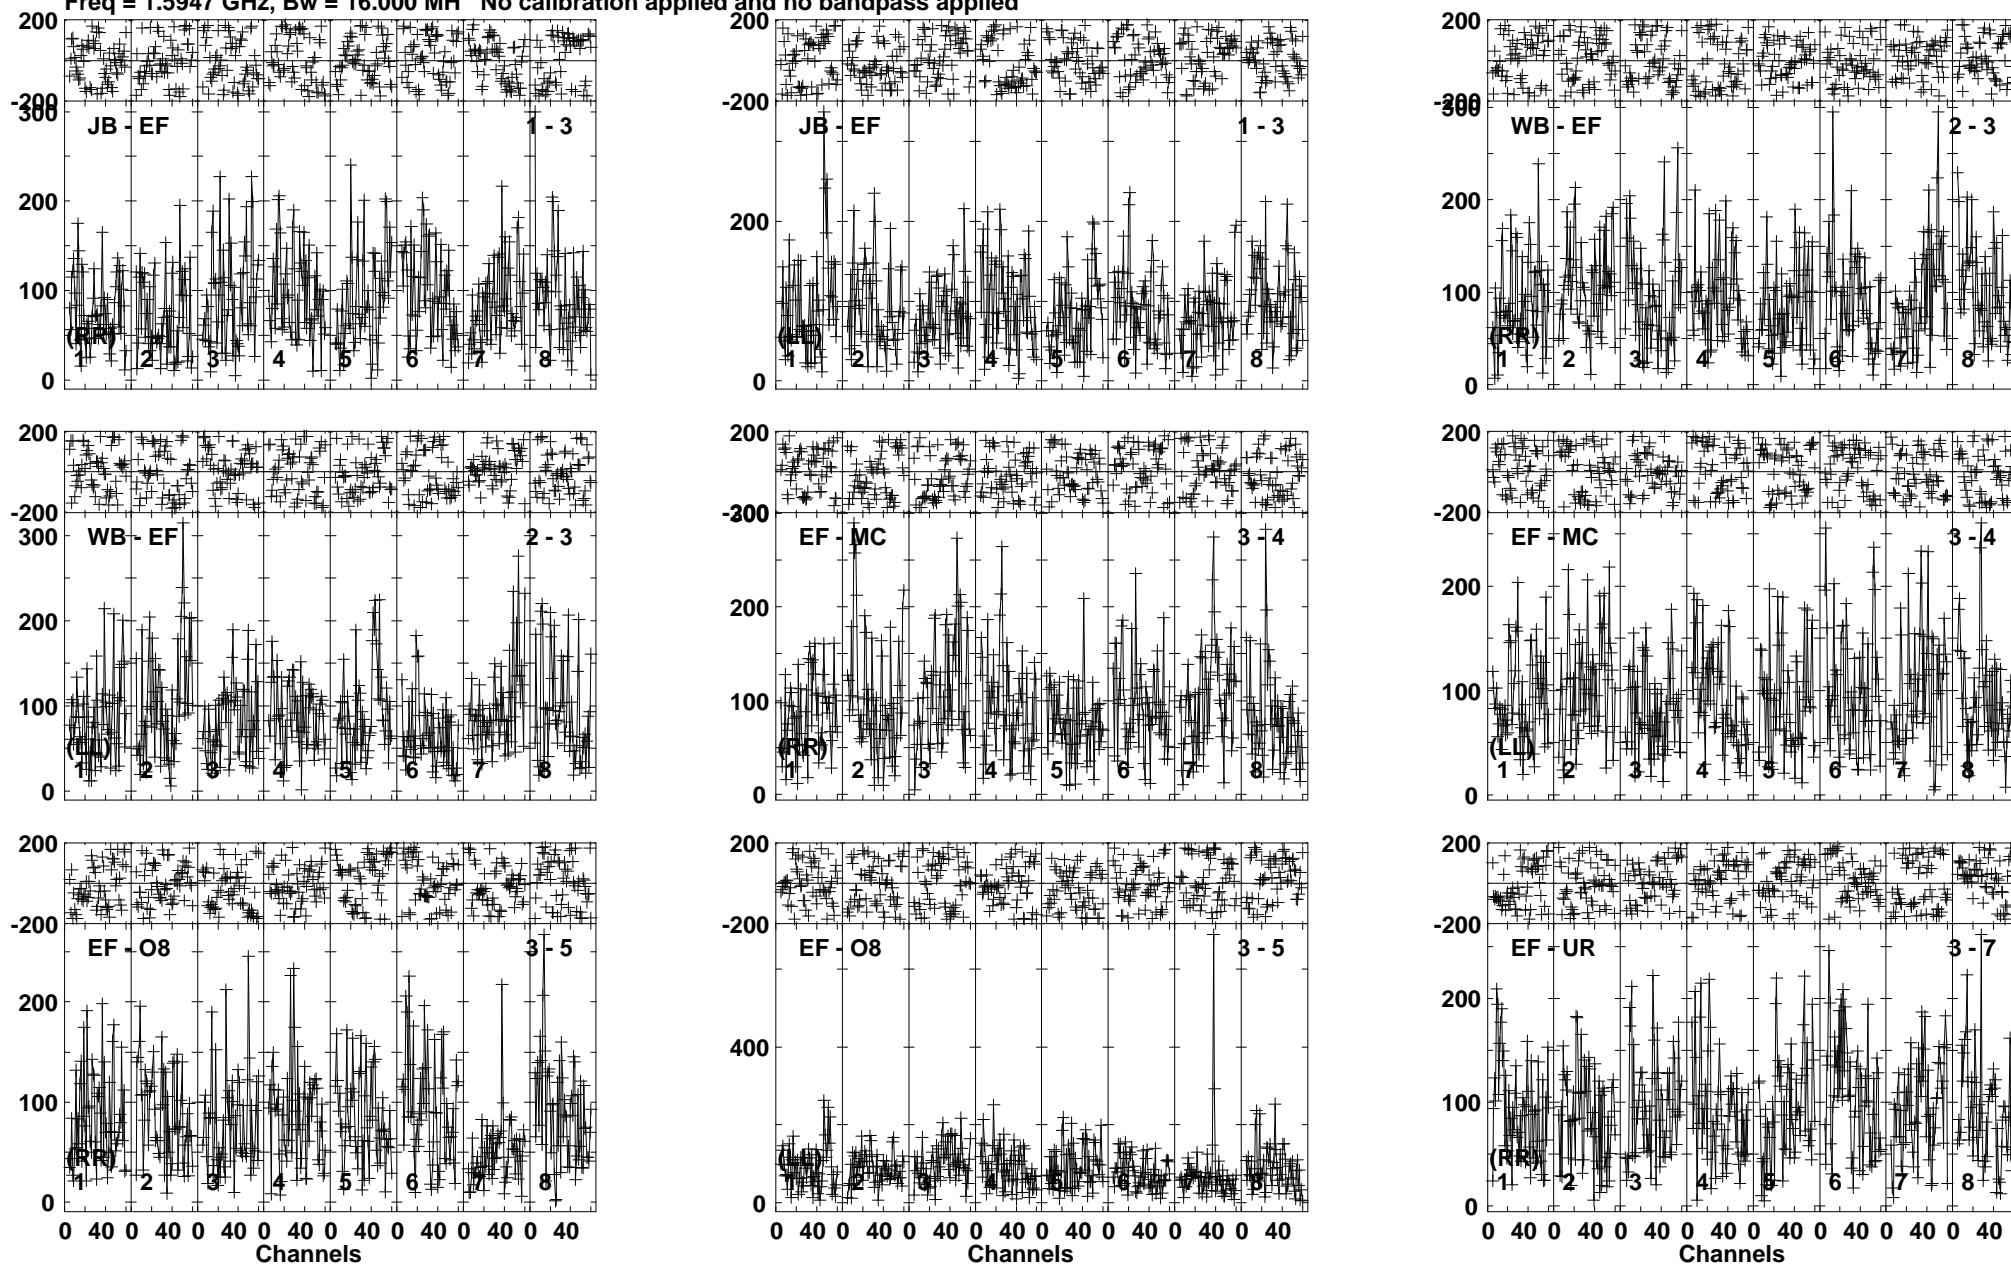 Freq = 1.5947 GHz, Bw = 16.000 MH No calibration applied and no bandpass applied
200 200 200
-200 -200 -200
300 JB - EF 1 - 3 JB - EF 1 - 3 300 WB - EF 2 - 3
200 200 200
100 100
(RR) (LL) (RR)
1 2 3 4 5 6 7 8 1 2 3 4 5 6 7 8 1 2 3 4 5 6 7 8
0 0 0
200 200 200
-200 -200 -200
300 WB - EF 2 - 3 300 EF - MC 3 - 4 EF - MC 3 - 4
200 200 200
100 100 100
(LL) (RR) (LL)
1 2 3 4 5 6 7 8 1 2 3 4 5 6 7 8 1 2 3 4 5 6 7 8
0 0 0
200 200 200
-200 -200 -200
EF - O8 3 - 5 EF - O8 3 - 5 EF - UR 3 - 7
200 400 200
100 100
(RR) (LL) (RR)
1 2 3 4 5 6 7 8 1 2 3 4 5 6 7 8 1 2 3 4 5 6 7 8
0 0 0
0 40 0 40 0 40 0 40 0 40 0 40 0 40 0 40 0 40 0 40 0 40 0 40 0 40 0 40 0 40 0 40 0 40 0 40 0 40 0 40 0 40 0 40 0 40 0 40
Channels Channels Channels